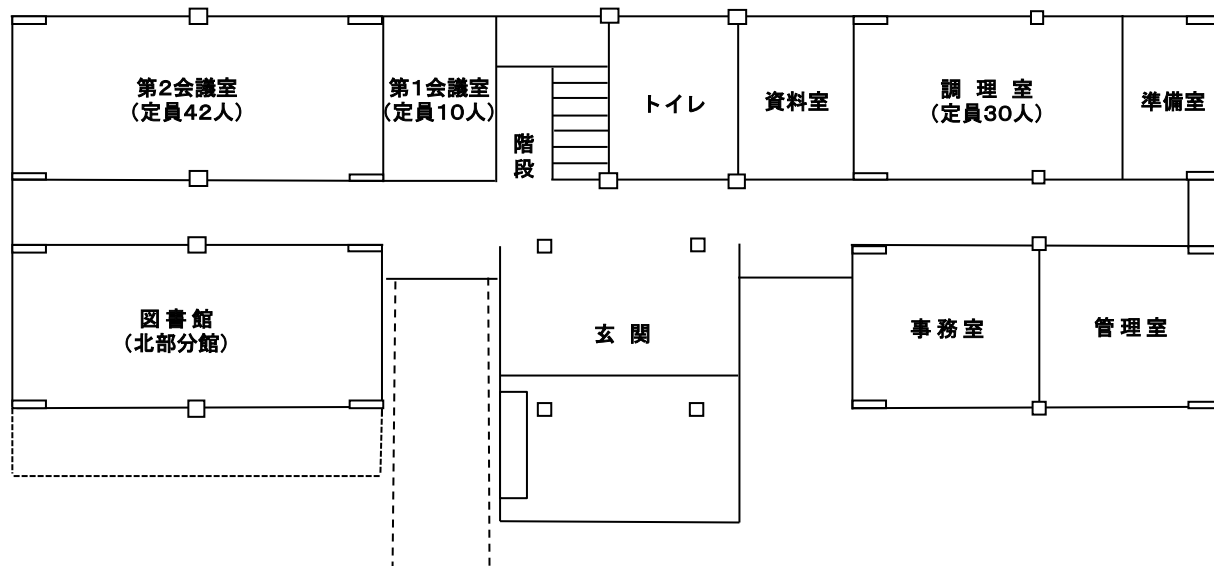 第2会議室
（定員42人）
第1会議室
（定員10人）
階
段
トイレ
資料室
調 理 室
（定員30人）
準備室
図 書 館
（北部分館）
玄 関
事 務 室
管 理 室